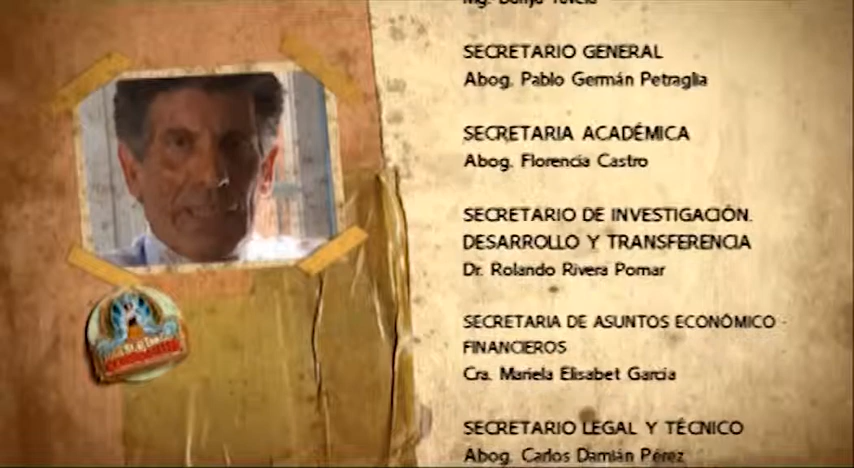 SECRETARIO GENERAL
Abog. Pablo Germán Petraglia
SECRETARIA ACADÉMICA
Abog. Florencia Castro
SECRETARIO DE INVESTIGACIÓN.
DESARROLLO Y TRANSFERENCIA
Dr. Rolando Rivera Pomar
SECRETARIA DE ASUNTOS ECONÓMICO -
FINANCIEROS
Cra. Mariela Elisabet García
SECRETARIO LEGAL Y TÉCNICO
Abog. Carlos Damián Pérez